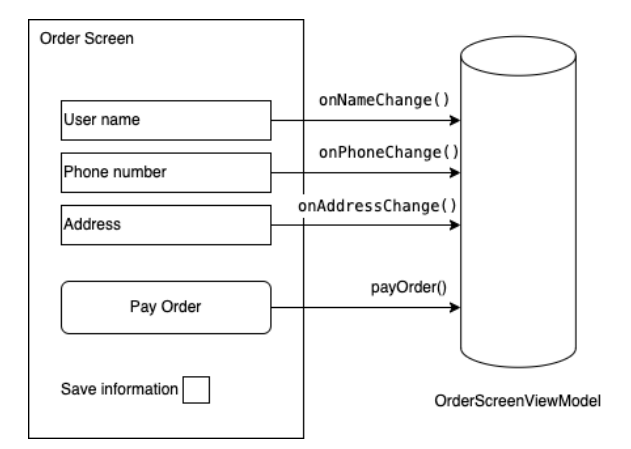 Order Screen
User name
onNameChange()
Phone number
onPhoneChange()
Address
onAddressChange()
Pay Order
payOrder()
Save information
OrderScreenViewModel